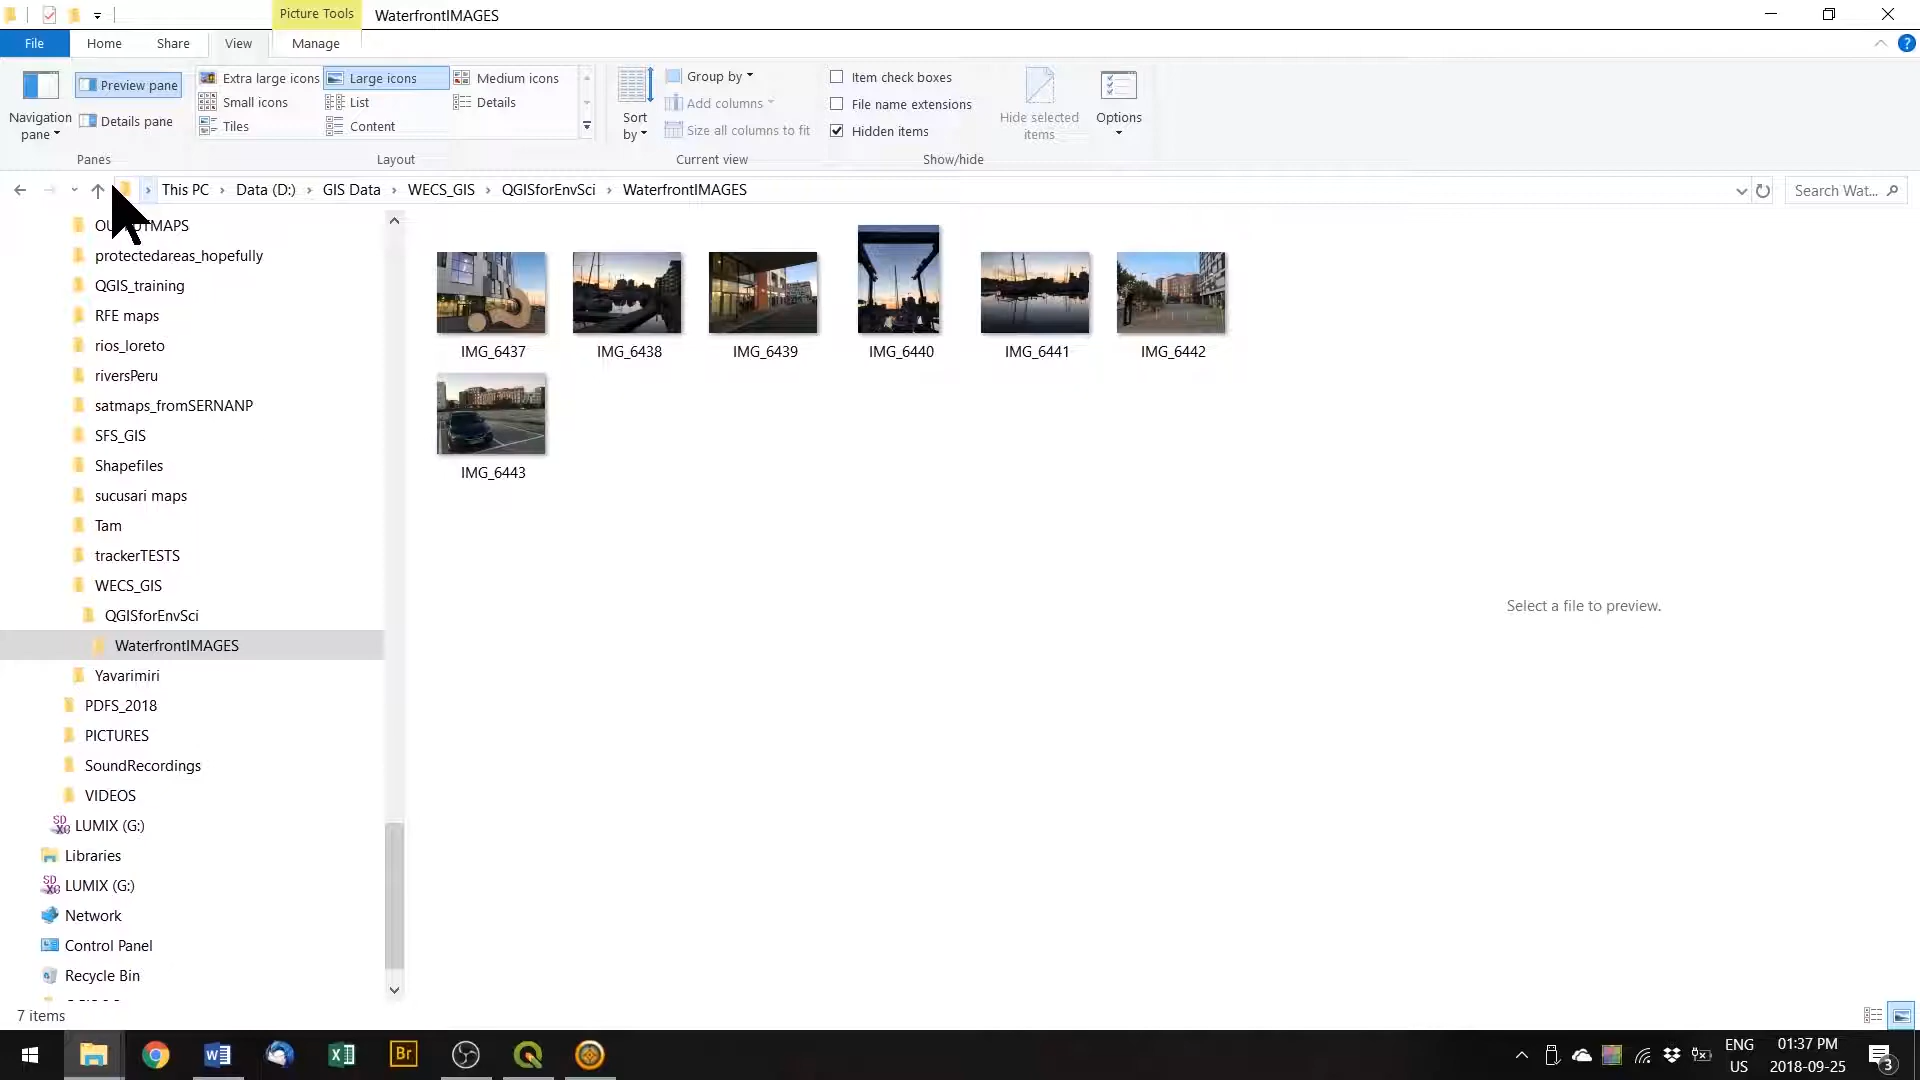 Picture Tools
WaterfrontIMAGES
File
Home
Share
View
Manage
Navigation pane
Preview pane
Details pane
Panes
Extra large icons
Large icons
Medium icons
Small icons
List
Details
Tiles
Content
Layout
Sort by
Group by
Add columns
Size all columns to fit
Current view
Item check boxes
File name extensions
Hidden items
Hide selected items
Show/hide
Options
This PC > Data (D:) > GIS Data > WECS_GIS > QGISforEnvSci > WaterfrontIMAGES
Search Wat...
protectedareas_hopefully
QGIS_training
RFE maps
rios_loreto
riversPeru
satmaps_fromSERNANP
SFS_GIS
Shapefiles
sucusari maps
Tam
trackerTESTS
WECS_GIS
QGISforEnvSci
WaterfrontIMAGES
Yavarimiri
PDFS_2018
PICTURES
SoundRecordings
VIDEOS
LUMIX (G:)
Libraries
LUMIX (G:)
Network
Control Panel
Recycle Bin
IMG_6437
IMG_6438
IMG_6439
IMG_6440
IMG_6441
IMG_6442
IMG_6443
Select a file to preview.
7 items
Br
ENG
US
01:37 PM
2018-09-25
3